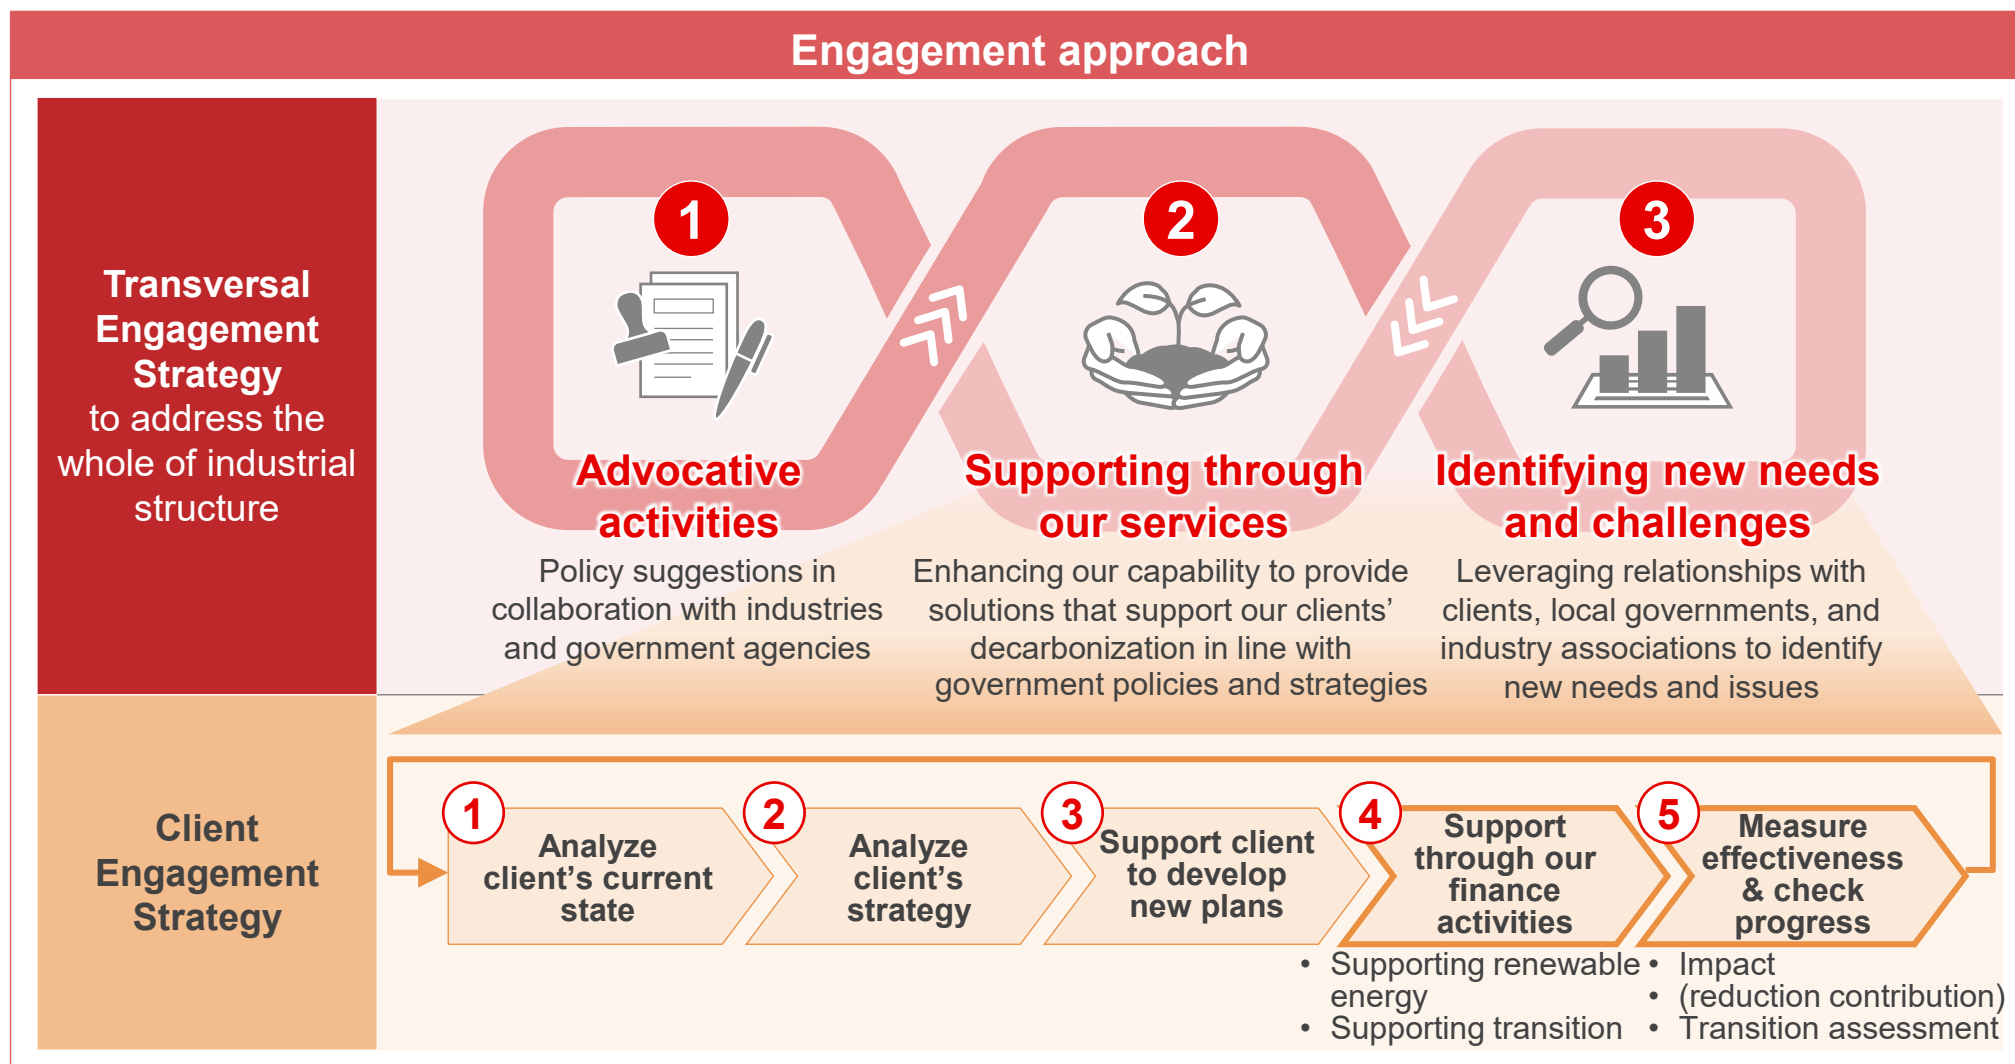 Engagement approach
Transversal
Engagement
Strategy
to address the
whole of industrial
structure
1
Advocative
activities
Policy suggestions in
collaboration with industries
and government agencies
2
Supporting through
our services
Enhancing our capability to provide
solutions that support our clients’
decarbonization in line with
government policies and strategies
3
Identifying new needs
and challenges
Leveraging relationships with
clients, local governments, and
industry associations to identify
new needs and issues
Client
Engagement
Strategy
1
Analyze
client’s current
state
2
Analyze
client’s
strategy
3
Support client
to develop
new plans
4
Support
through our
finance
activities
• Supporting renewable
energy
• Supporting transition
5
Measure
effectiveness
& check
progress
• Impact
• (reduction contribution)
• Transition assessment